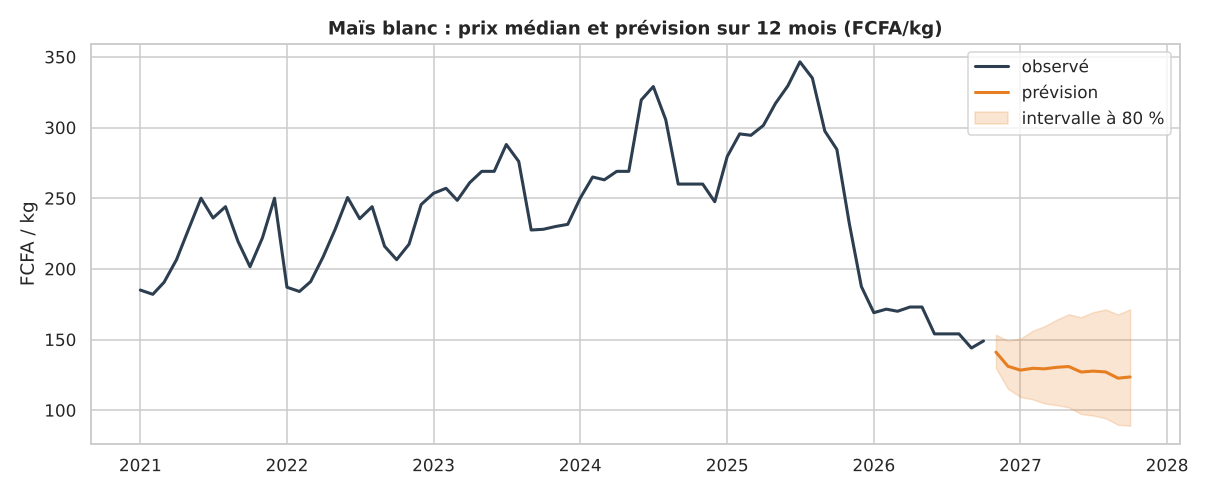 Maïs blanc : prix médian et prévision sur 12 mois (FCFA/kg)
observé
prévision
intervalle à 80 %
FCFA / kg
350
300
250
200
150
100
2021
2022
2023
2024
2025
2026
2027
2028